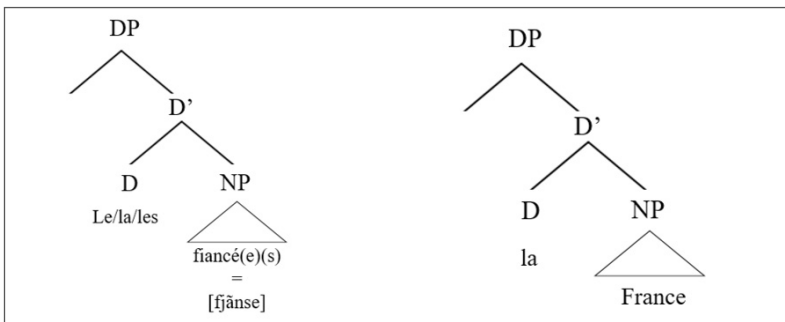 DP
D’
D NP
Le/la/les
fiancé(e)(s)
=
[fjãnse]
DP
D’
D NP
la
France